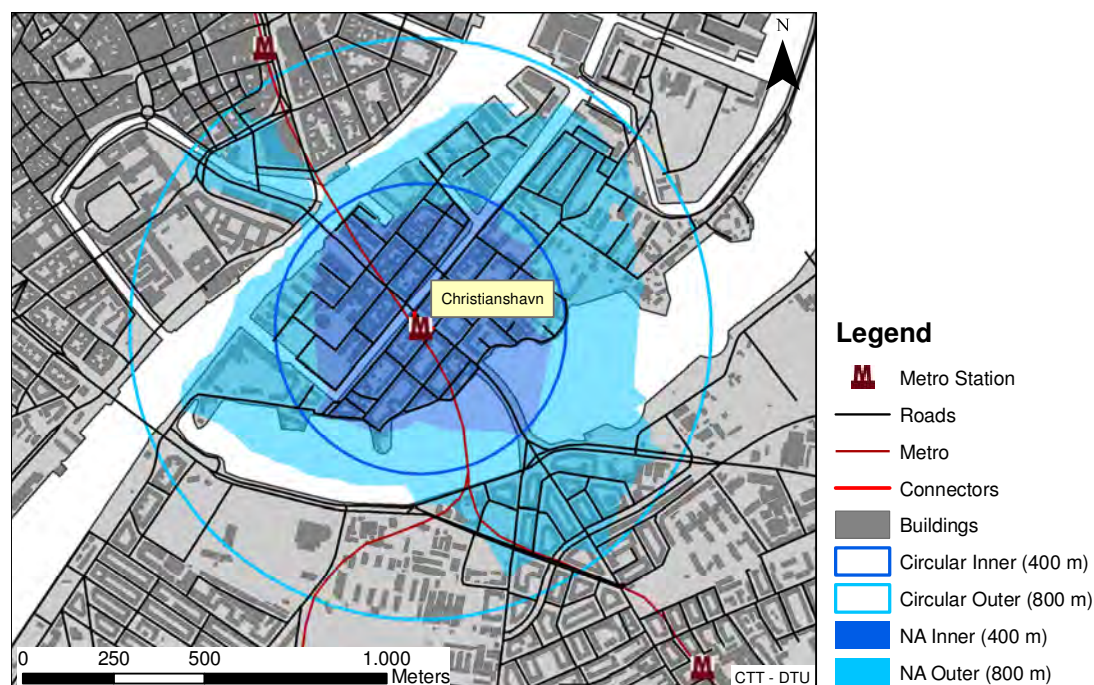 N
Christianshavn
0 250 500 1.000
Meters
CTT - DTU
Legend
M Metro Station
Roads
Metro
Connectors
Buildings
Circular Inner (400 m)
Circular Outer (800 m)
NA Inner (400 m)
NA Outer (800 m)